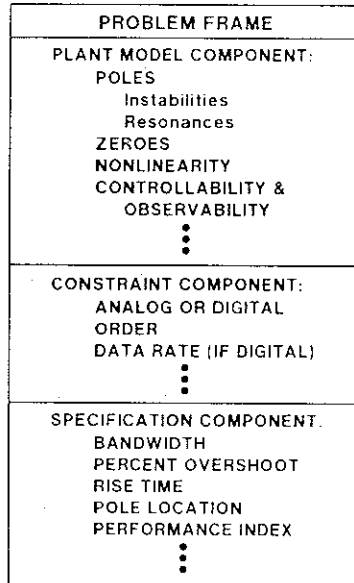 PROBLEM FRAME
PLANT MODEL COMPONENT:
POLES
Instabilities
Resonances
ZEROES
NONLINEARITY
CONTROLLABILITY &
OBSERVABILITY
CONSTRAINT COMPONENT:
ANALOG OR DIGITAL
ORDER
DATA RATE (IF DIGITAL)
SPECIFICATION COMPONENT:
BANDWIDTH
PERCENT OVERSHOOT
RISE TIME
POLE LOCATION
PERFORMANCE INDEX